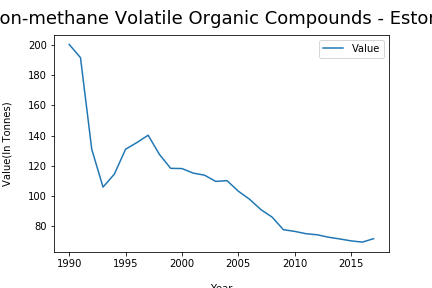 on-methane Volatile Organic Compounds - Eston
Value
200
180
160
140
120
100
80
Value(In Tonnes)
1990 1995 2000 2005 2010 2015
Year